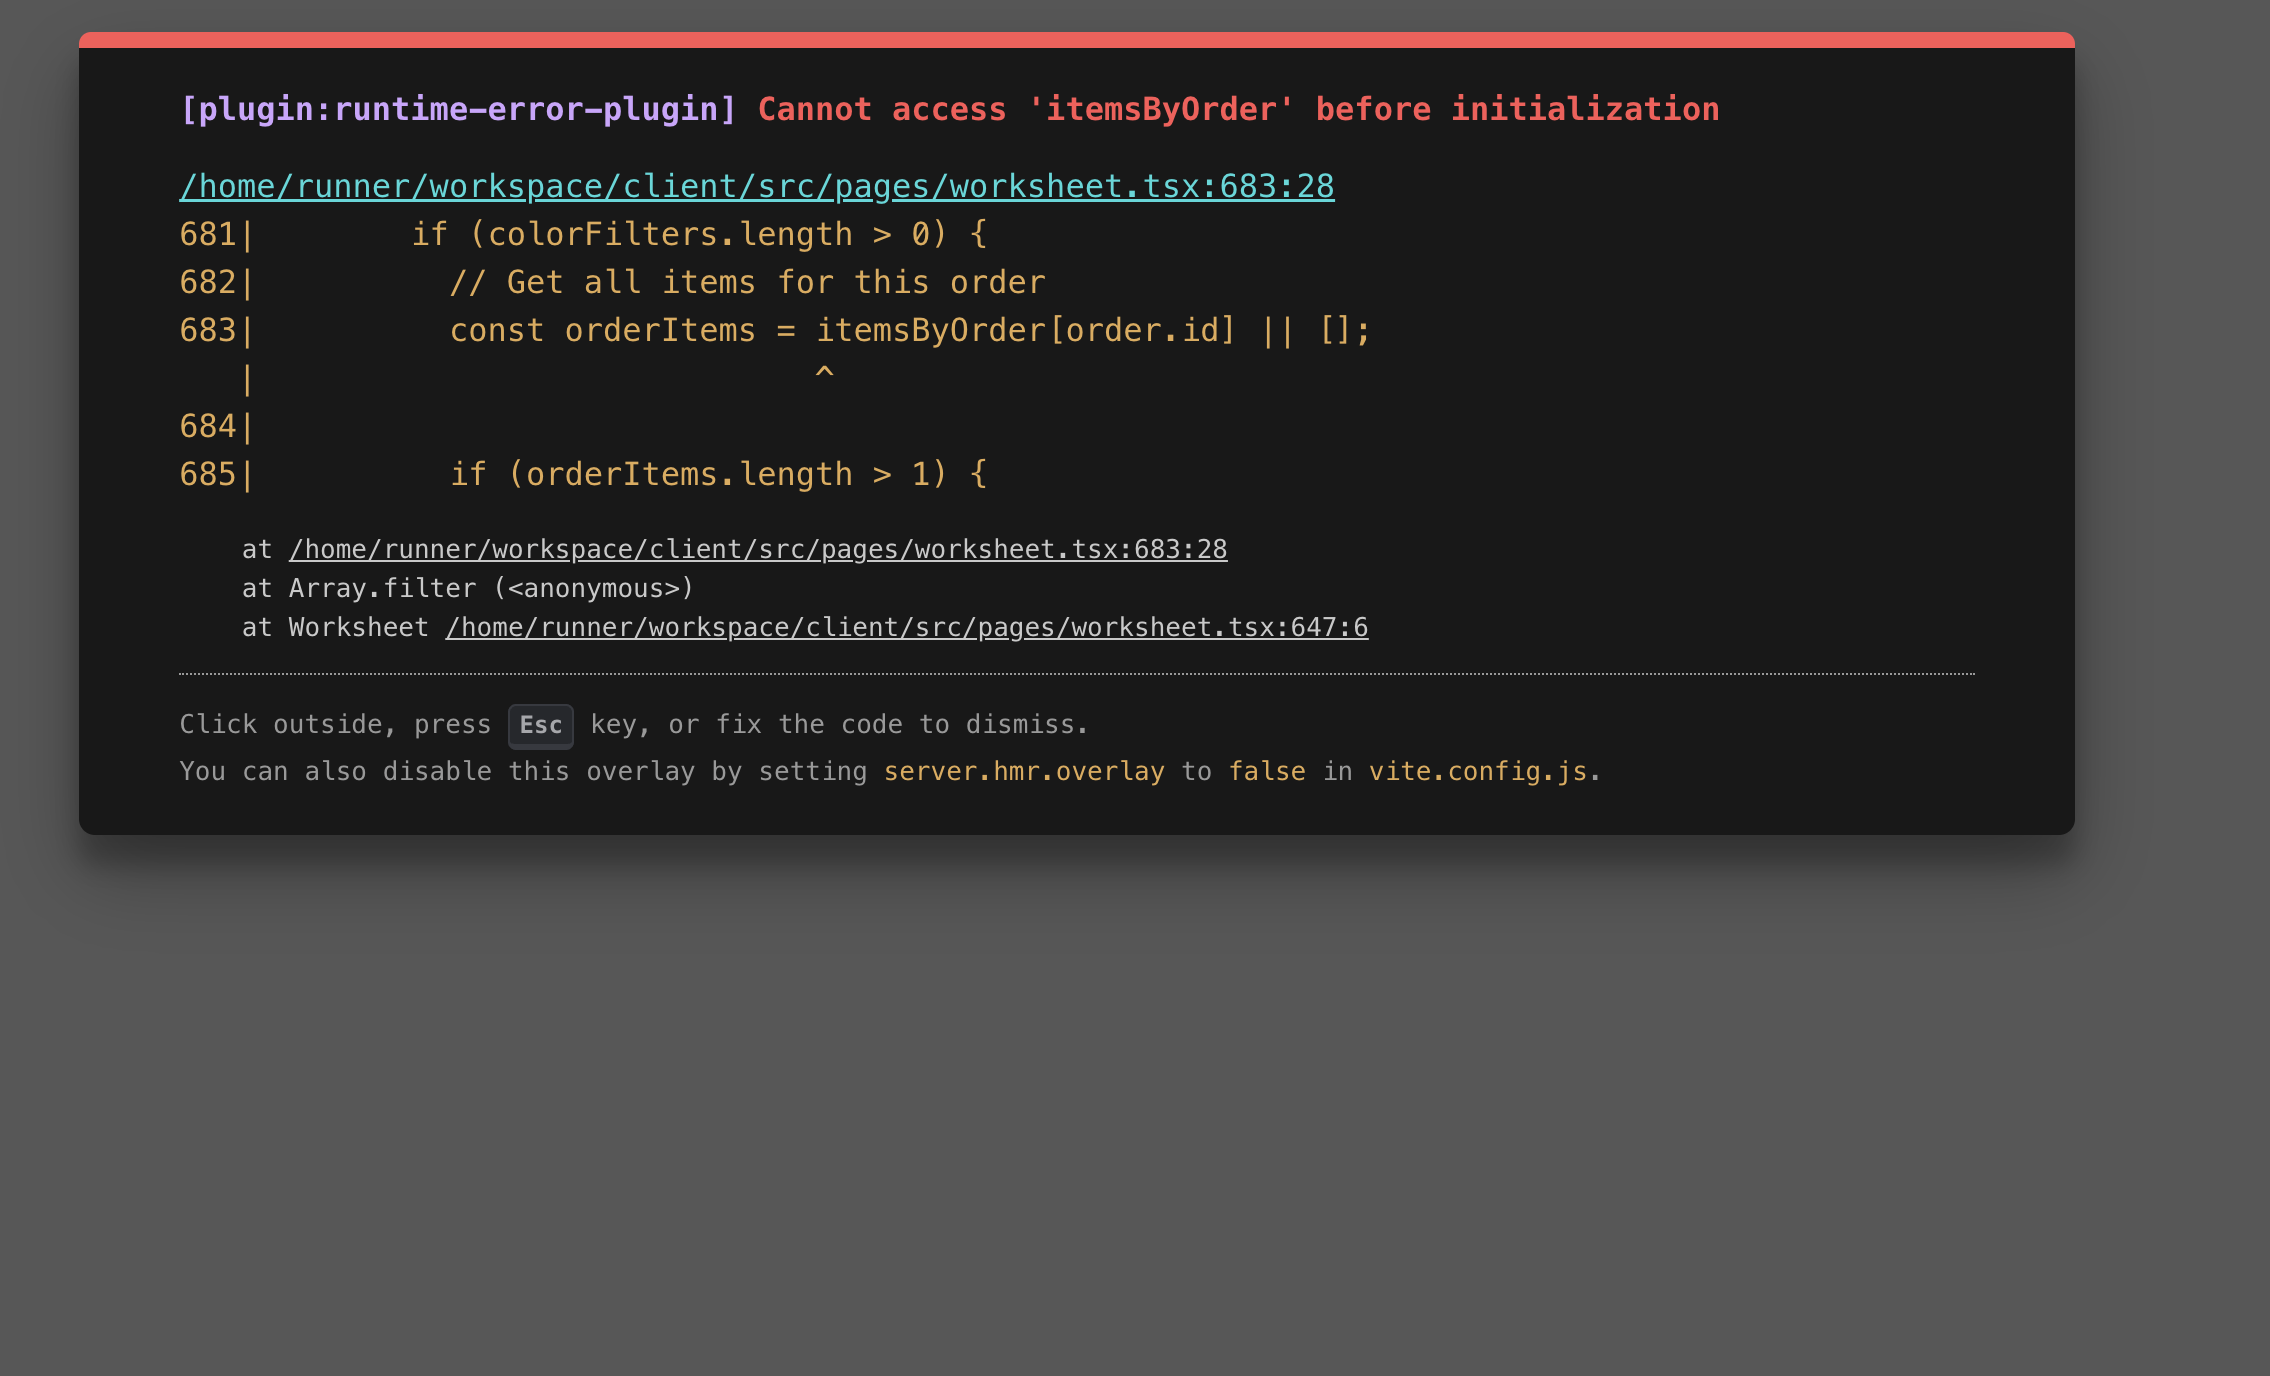 [plugin:runtime-error-plugin] Cannot access 'itemsByOrder' before initialization
/home/runner/workspace/client/src/pages/worksheet.tsx:683:28
681|        if (colorFilters.length > 0) {
682|          // Get all items for this order
683|          const orderItems = itemsByOrder[order.id] || [];
   |                             ^
684|
685|          if (orderItems.length > 1) {
    at /home/runner/workspace/client/src/pages/worksheet.tsx:683:28
    at Array.filter (<anonymous>)
    at Worksheet /home/runner/workspace/client/src/pages/worksheet.tsx:647:6
Click outside, press Esc key, or fix the code to dismiss.
You can also disable this overlay by setting server.hmr.overlay to false in vite.config.js.